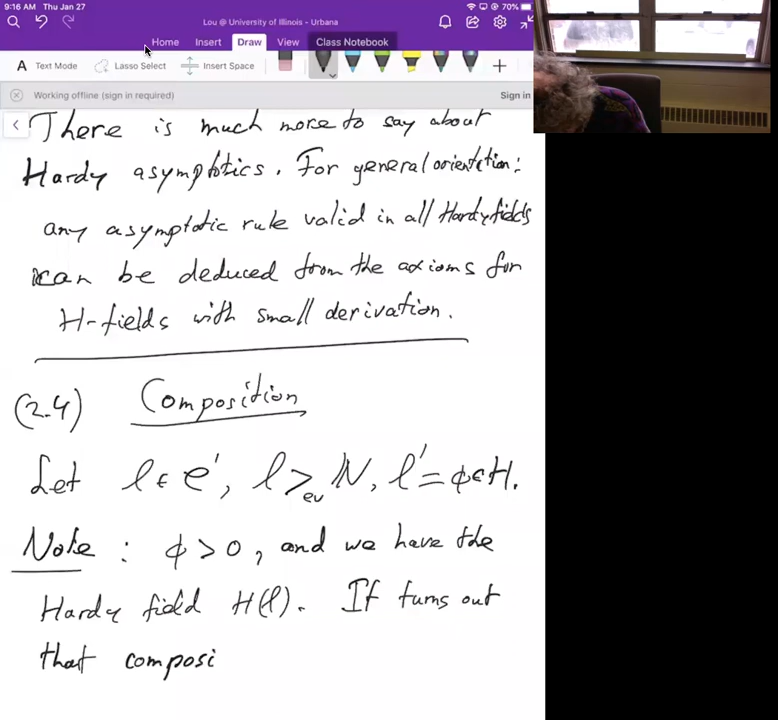 9:16 AM Thu Jan 27
70%
Lou @ University of Illinois - Urbana
Home Insert Draw View Class Notebook
A Text Mode Lasso Select Insert Space
Working offline (sign in required) Sign in
There is much more to say about
Hardy asymptotics. For general orientation:
any asymptotic rule valid in all Hardy fields
can be deduced from the axioms for
H-fields with small derivation.
(2.4) Composition
Let ℓ ∈ C', ℓ >ev ℕ, ℓ' = ϕ ∈ H.
Note : ϕ > 0, and we have the
Hardy field H(ℓ). It turns out
that composi